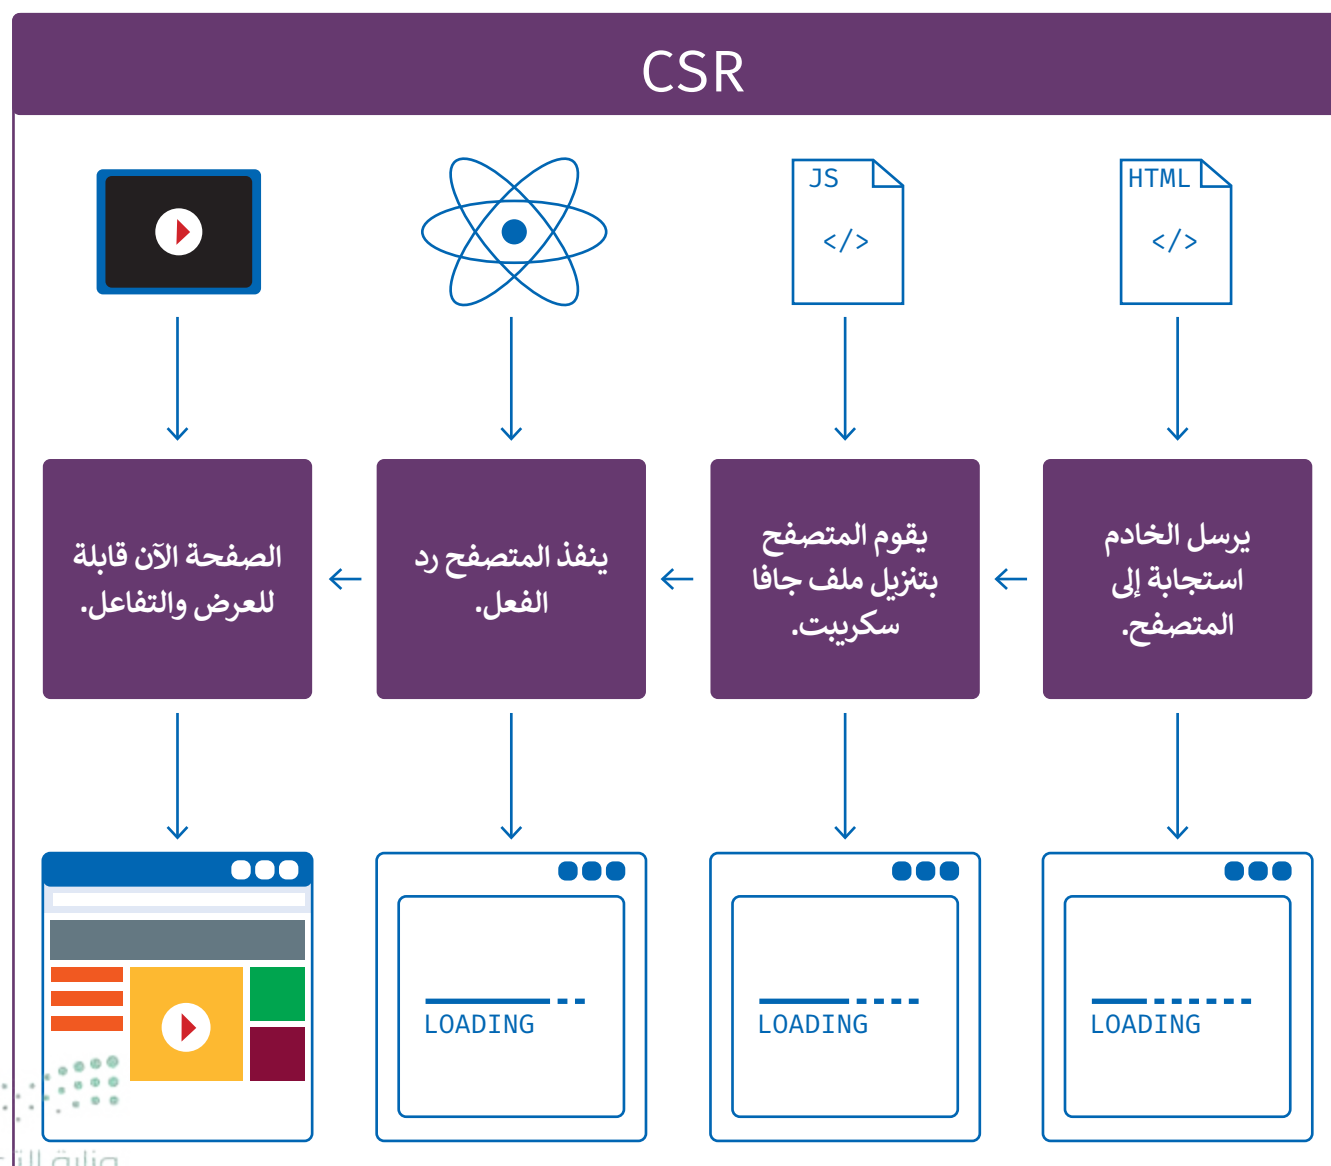 CSR
HTML
</>
JS
</>
يرسل الخادم
استجابة إلى
المتصفح.
يقوم المتصفح
بتنزيل ملف جافا
سكريبت.
ينفذ المتصفح رد
الفعل.
الصفحة الآن قابلة
للعرض والتفاعل.
LOADING
LOADING
LOADING
وزارة